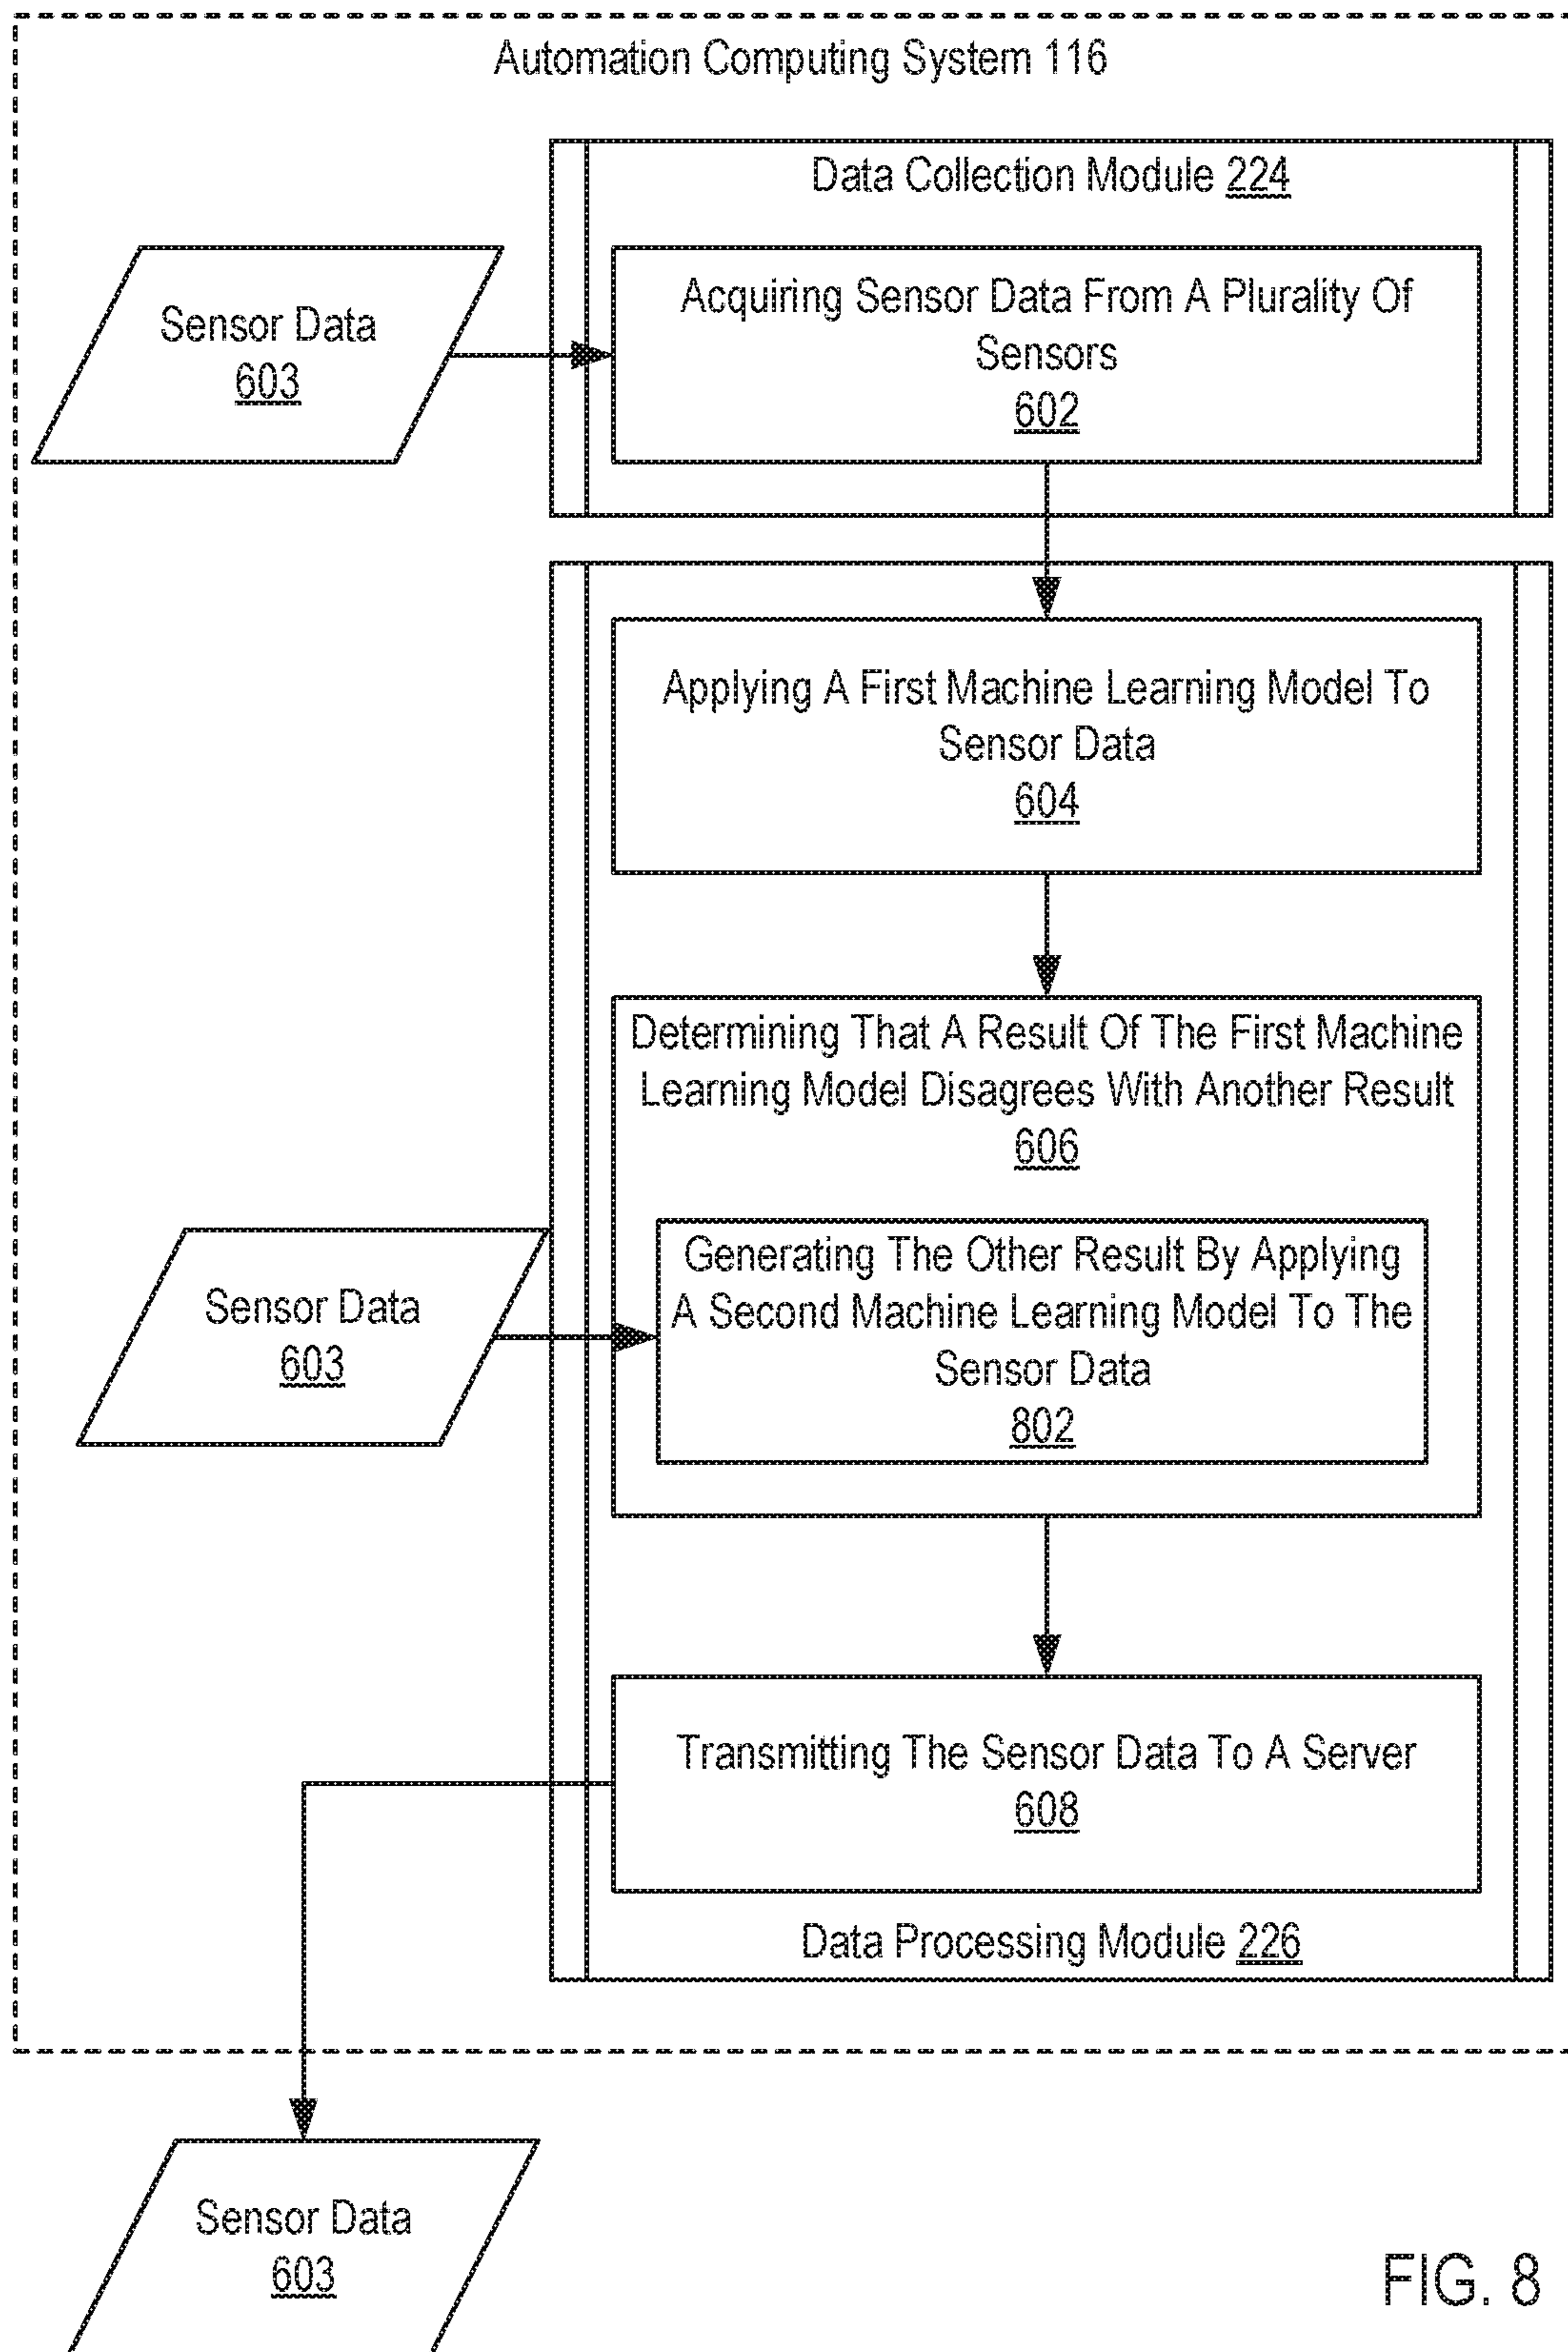 Automation Computing System 116
Data Collection Module 224
Sensor Data
603
Acquiring Sensor Data From A Plurality Of
Sensors
602
Applying A First Machine Learning Model To
Sensor Data
604
Determining That A Result Of The First Machine
Learning Model Disagrees With Another Result
606
Sensor Data
603
Generating The Other Result By Applying
A Second Machine Learning Model To The
Sensor Data
802
Transmitting The Sensor Data To A Server
608
Data Processing Module 226
Sensor Data
603
FIG. 8